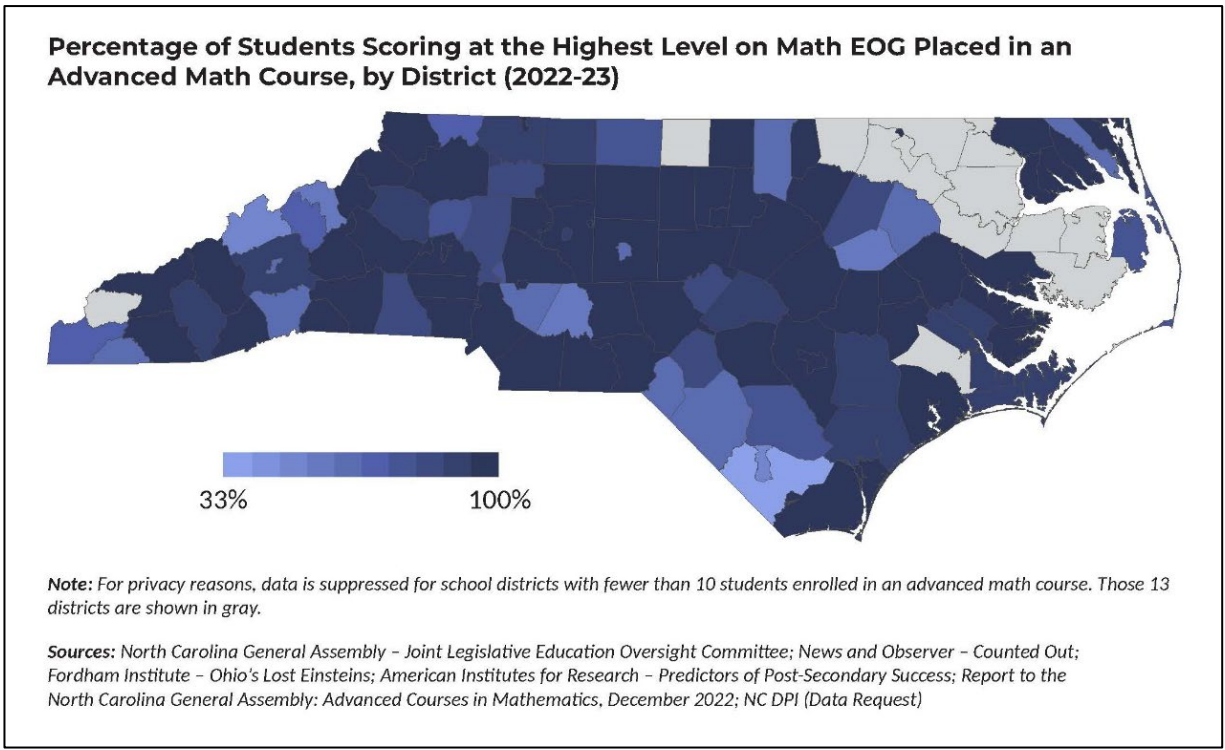 Percentage of Students Scoring at the Highest Level on Math EOG Placed in an
Advanced Math Course, by District (2022-23)
33%
100%
Note: For privacy reasons, data is suppressed for school districts with fewer than 10 students enrolled in an advanced math course. Those 13
districts are shown in gray.
Sources: North Carolina General Assembly – Joint Legislative Education Oversight Committee; News and Observer – Counted Out;
Fordham Institute – Ohio's Lost Einsteins; American Institutes for Research – Predictors of Post-Secondary Success; Report to the
North Carolina General Assembly: Advanced Courses in Mathematics, December 2022; NC DPI (Data Request)